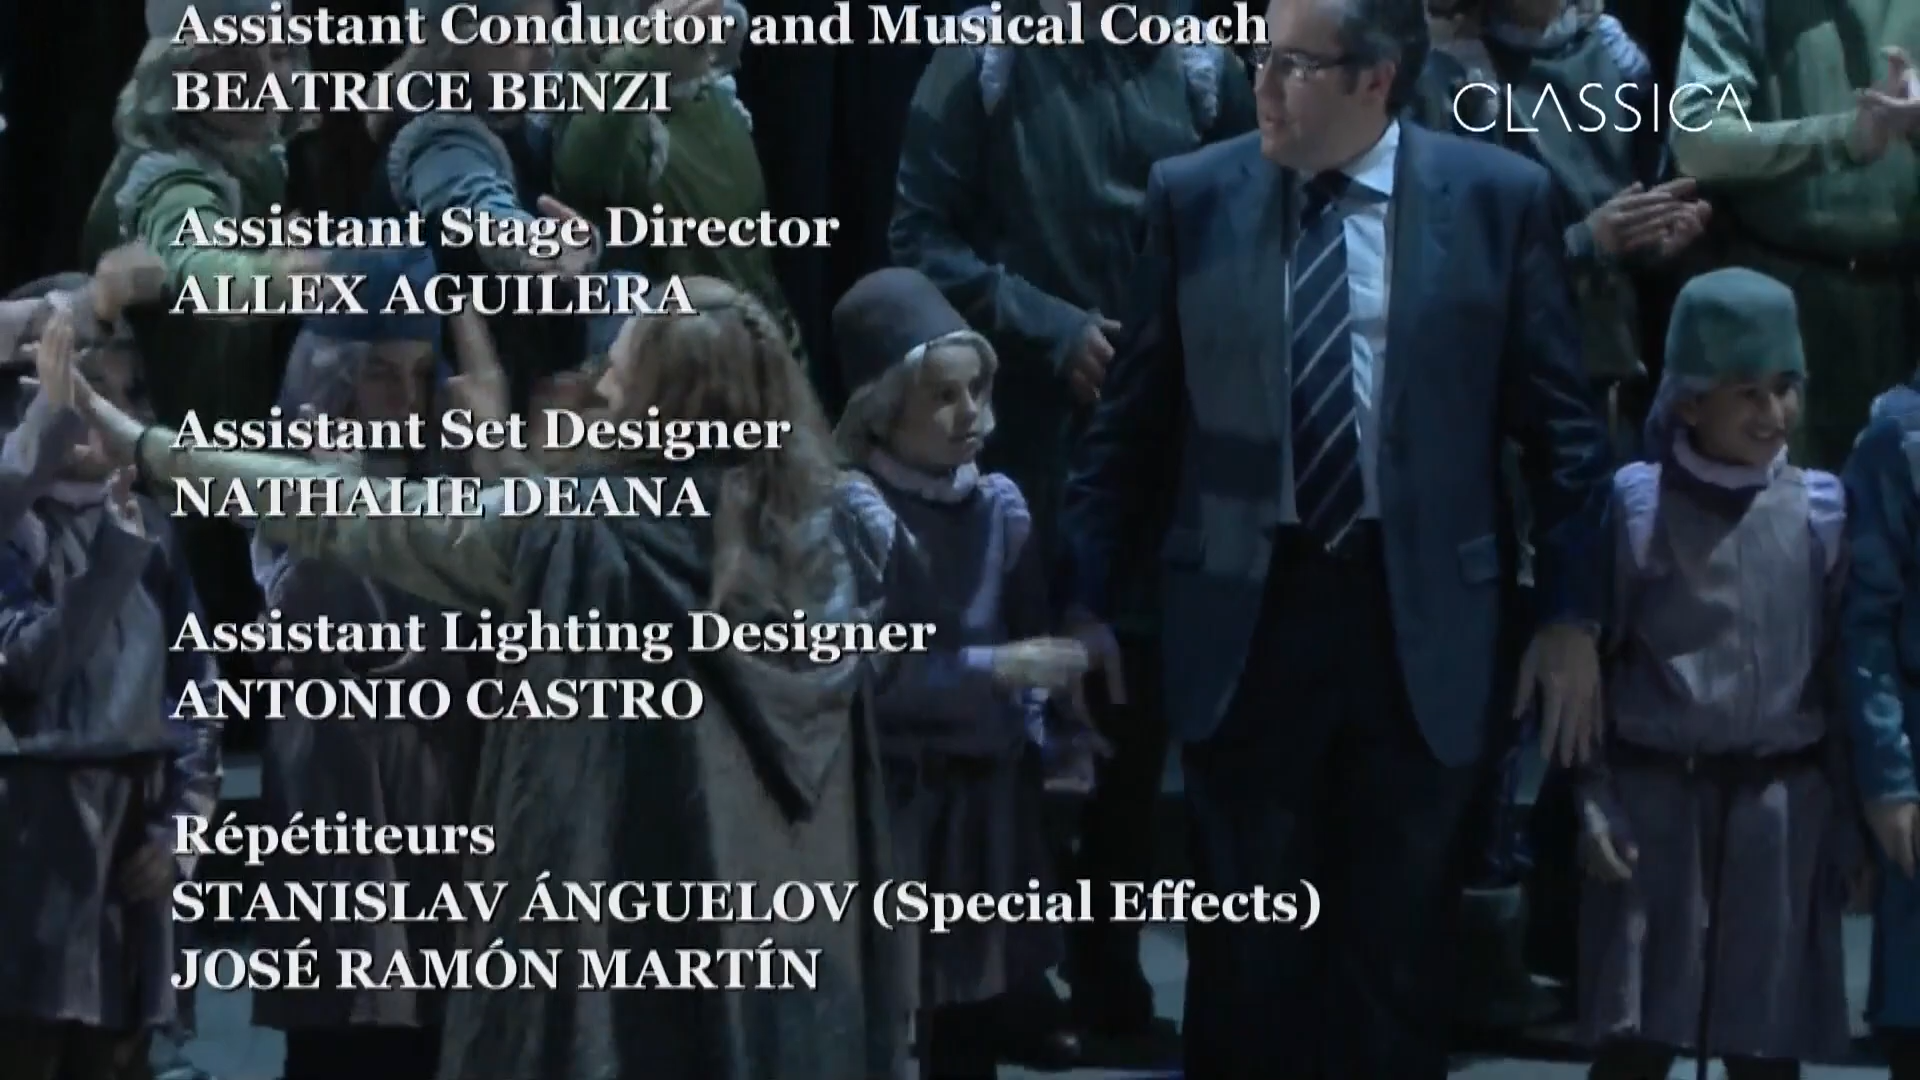 Assistant Conductor and Musical Coach
BEATRICE BENZI
CLASSICA
Assistant Stage Director
ALLEX AGUILERA
Assistant Set Designer
NATHALIE DEANA
Assistant Lighting Designer
ANTONIO CASTRO
Répétiteurs
STANISLAV ÁNGUELOV (Special Effects)
JOSÉ RAMÓN MARTÍN